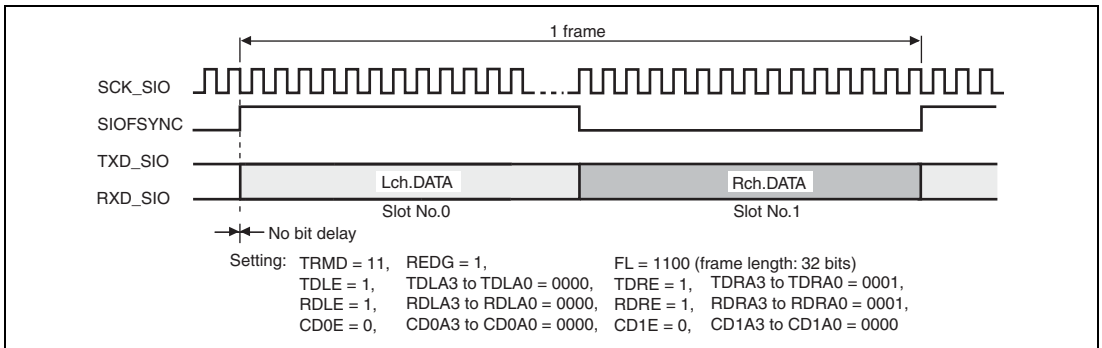 1 frame
SCK_SIO
SIOFSYNC
TXD_SIO
RXD_SIO
Lch.DATA
Rch.DATA
Slot No.0
Slot No.1
No bit delay
Setting: TRMD = 11, REDG = 1, FL = 1100 (frame length: 32 bits)
TDLE = 1, TDLA3 to TDLA0 = 0000, TDRE = 1, TDRA3 to TDRA0 = 0001,
RDLE = 1, RDLA3 to RDLA0 = 0000, RDRE = 1, RDRA3 to RDRA0 = 0001,
CD0E = 0, CD0A3 to CD0A0 = 0000, CD1E = 0, CD1A3 to CD1A0 = 0000